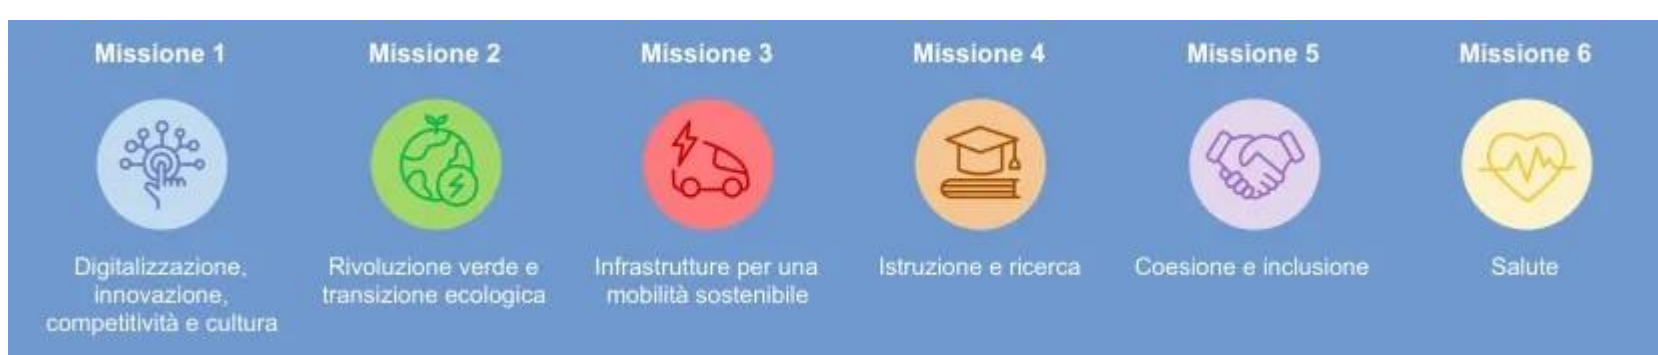 Missione 1
Digitalizzazione,
innovazione,
competitività e cultura
Missione 2
Rivoluzione verde e
transizione ecologica
Missione 3
Infrastrutture per una
mobilità sostenibile
Missione 4
Istruzione e ricerca
Missione 5
Coesione e inclusione
Missione 6
Salute